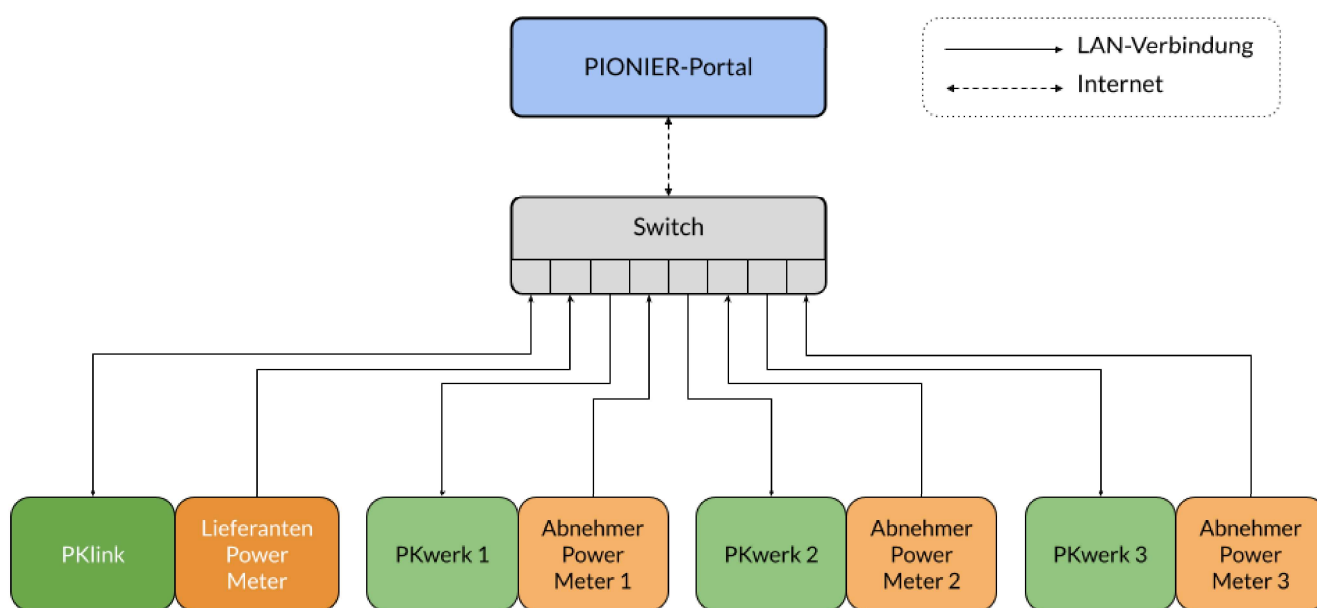 PIONIER-Portal
LAN-Verbindung
Internet
Switch
PKlink
Lieferanten
Power
Meter
PKwerk 1
Abnehmer
Power
Meter 1
PKwerk 2
Abnehmer
Power
Meter 2
PKwerk 3
Abnehmer
Power
Meter 3